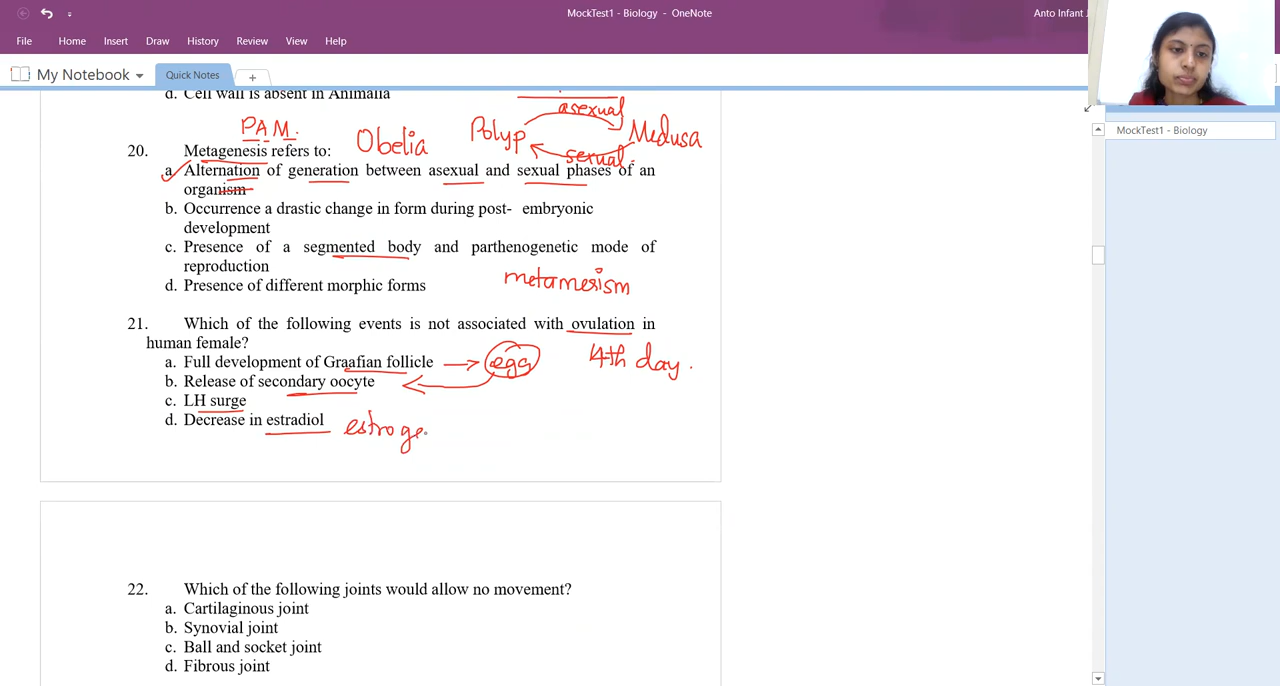 MockTest1 - Biology - OneNote
Anto Infant J
File Home Insert Draw History Review View Help
My Notebook Quick Notes +
MockTest1 - Biology
d. Cell wall is absent in Animalia
asexual
PAM. Obelia Polyp Medusa
sexual
20. Metagenesis refers to:
a. Alternation of generation between asexual and sexual phases of an
organism
b. Occurrence a drastic change in form during post- embryonic
development
c. Presence of a segmented body and parthenogenetic mode of
reproduction
metamerism
d. Presence of different morphic forms
21. Which of the following events is not associated with ovulation in
human female?
a. Full development of Graafian follicle → egg 14th day.
b. Release of secondary oocyte
c. LH surge
d. Decrease in estradiol estroge
22. Which of the following joints would allow no movement?
a. Cartilaginous joint
b. Synovial joint
c. Ball and socket joint
d. Fibrous joint